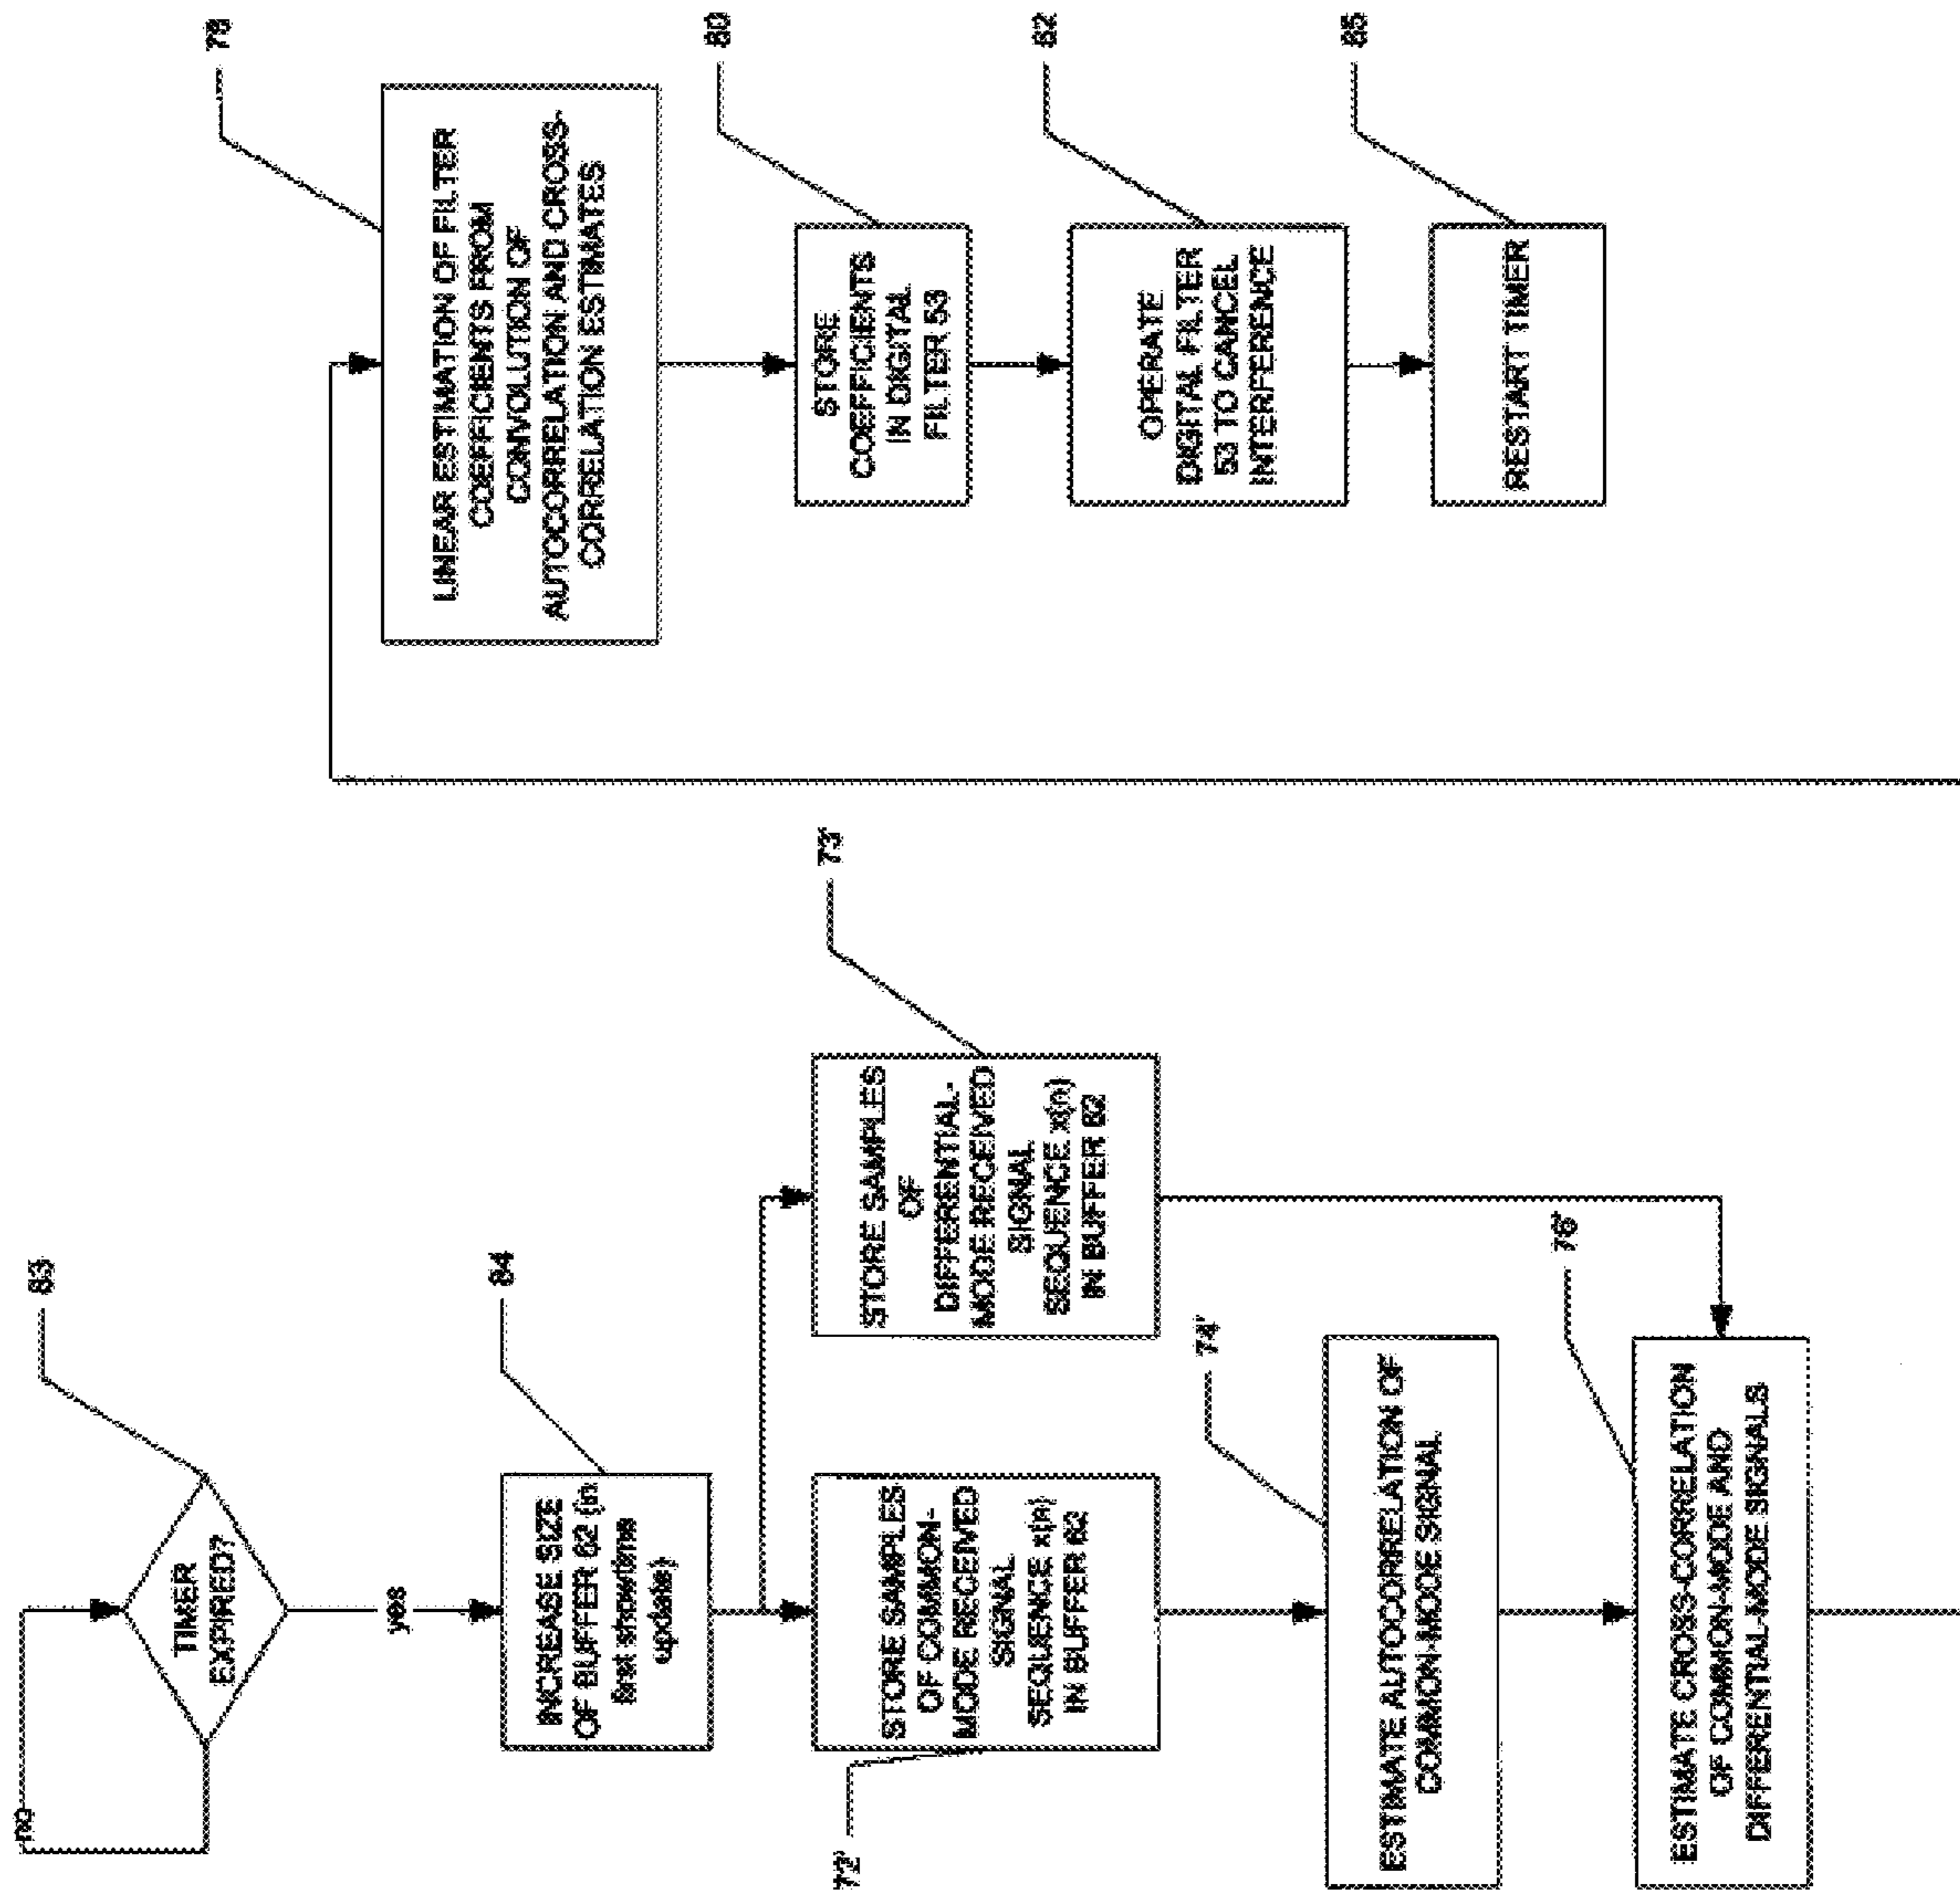 no
TIMER
EXPIRED?
83
yes
INCREASE SIZE
OF BUFFER 62 (in
first showtime
update)
84
STORE SAMPLES
OF COMMON-
MODE RECEIVED
SIGNAL
SEQUENCE x(n)
IN BUFFER 62
72'
STORE SAMPLES
OF
DIFFERENTIAL-
MODE RECEIVED
SIGNAL
SEQUENCE x(n)
IN BUFFER 62
73'
ESTIMATE AUTOCORRELATION OF
COMMON-MODE SIGNAL
74'
ESTIMATE CROSS-CORRELATION
OF COMMON-MODE AND
DIFFERENTIAL-MODE SIGNALS
76'
LINEAR ESTIMATION OF FILTER
COEFFICIENTS FROM
CONVOLUTION OF
AUTOCORRELATION AND CROSS-
CORRELATION ESTIMATES
78
STORE
COEFFICIENTS
IN DIGITAL
FILTER 53
80
OPERATE
DIGITAL FILTER
53 TO CANCEL
INTERFERENCE
82
RESTART TIMER
85